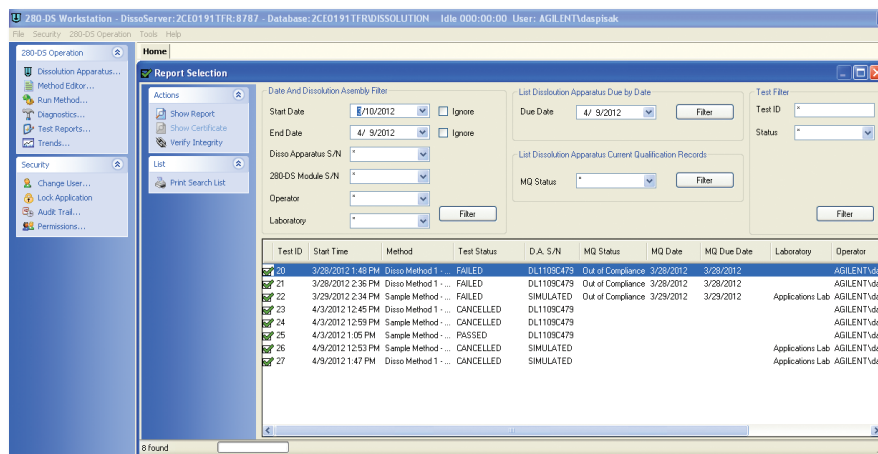 280-DS Workstation - DissoServer:2CE0191TFR:8787 - Database:2CE0191TFR\DISSOLUTION Idle 000:00:00 User: AGILENT\daspisak
File Security 280-DS Operation Tools Help
280-DS Operation
Dissolution Apparatus...
Method Editor...
Run Method...
Diagnostics...
Test Reports...
Trends...
Security
Change User...
Lock Application
Audit Trail...
Permissions...
Home
Report Selection
Actions
Show Report
Show Certificate
Verify Integrity
List
Print Search List
Date And Dissolution Asembly Filter
Start Date /10/2012 Ignore
End Date 4/ 9/2012 Ignore
Disso Apparatus S/N *
280-DS Module S/N *
Operator *
Laboratory * Filter
List Dissloution Apparatus Due by Date
Due Date 4/ 9/2012 Filter
List Dissolution Apparatus Current Qualification Records
MQ Status * Filter
Test Filter
Test ID *
Status *
Filter
Test ID Start Time Method Test Status D.A. S/N MQ Status MQ Date MQ Due Date Laboratory Operator
20 3/28/2012 1:48 PM Disso Method 1 - ... FAILED DL1109C479 Out of Compliance 3/28/2012 3/28/2012 AGILENT\da
21 3/28/2012 2:36 PM Disso Method 1 - ... FAILED DL1109C479 Out of Compliance 3/28/2012 3/28/2012 AGILENT\da
22 3/29/2012 2:34 PM Sample Method - ... FAILED SIMULATED Out of Compliance 3/29/2012 3/29/2012 Applications Lab AGILENT\da
23 4/3/2012 12:45 PM Disso Method 1 - ... CANCELLED DL1109C479 AGILENT\da
24 4/3/2012 12:59 PM Sample Method - ... CANCELLED DL1109C479 AGILENT\da
25 4/3/2012 1:05 PM Sample Method - ... PASSED DL1109C479 AGILENT\da
26 4/9/2012 12:53 PM Sample Method - ... CANCELLED SIMULATED Applications Lab AGILENT\da
27 4/9/2012 1:47 PM Disso Method 1 - ... CANCELLED SIMULATED Applications Lab AGILENT\da
8 found